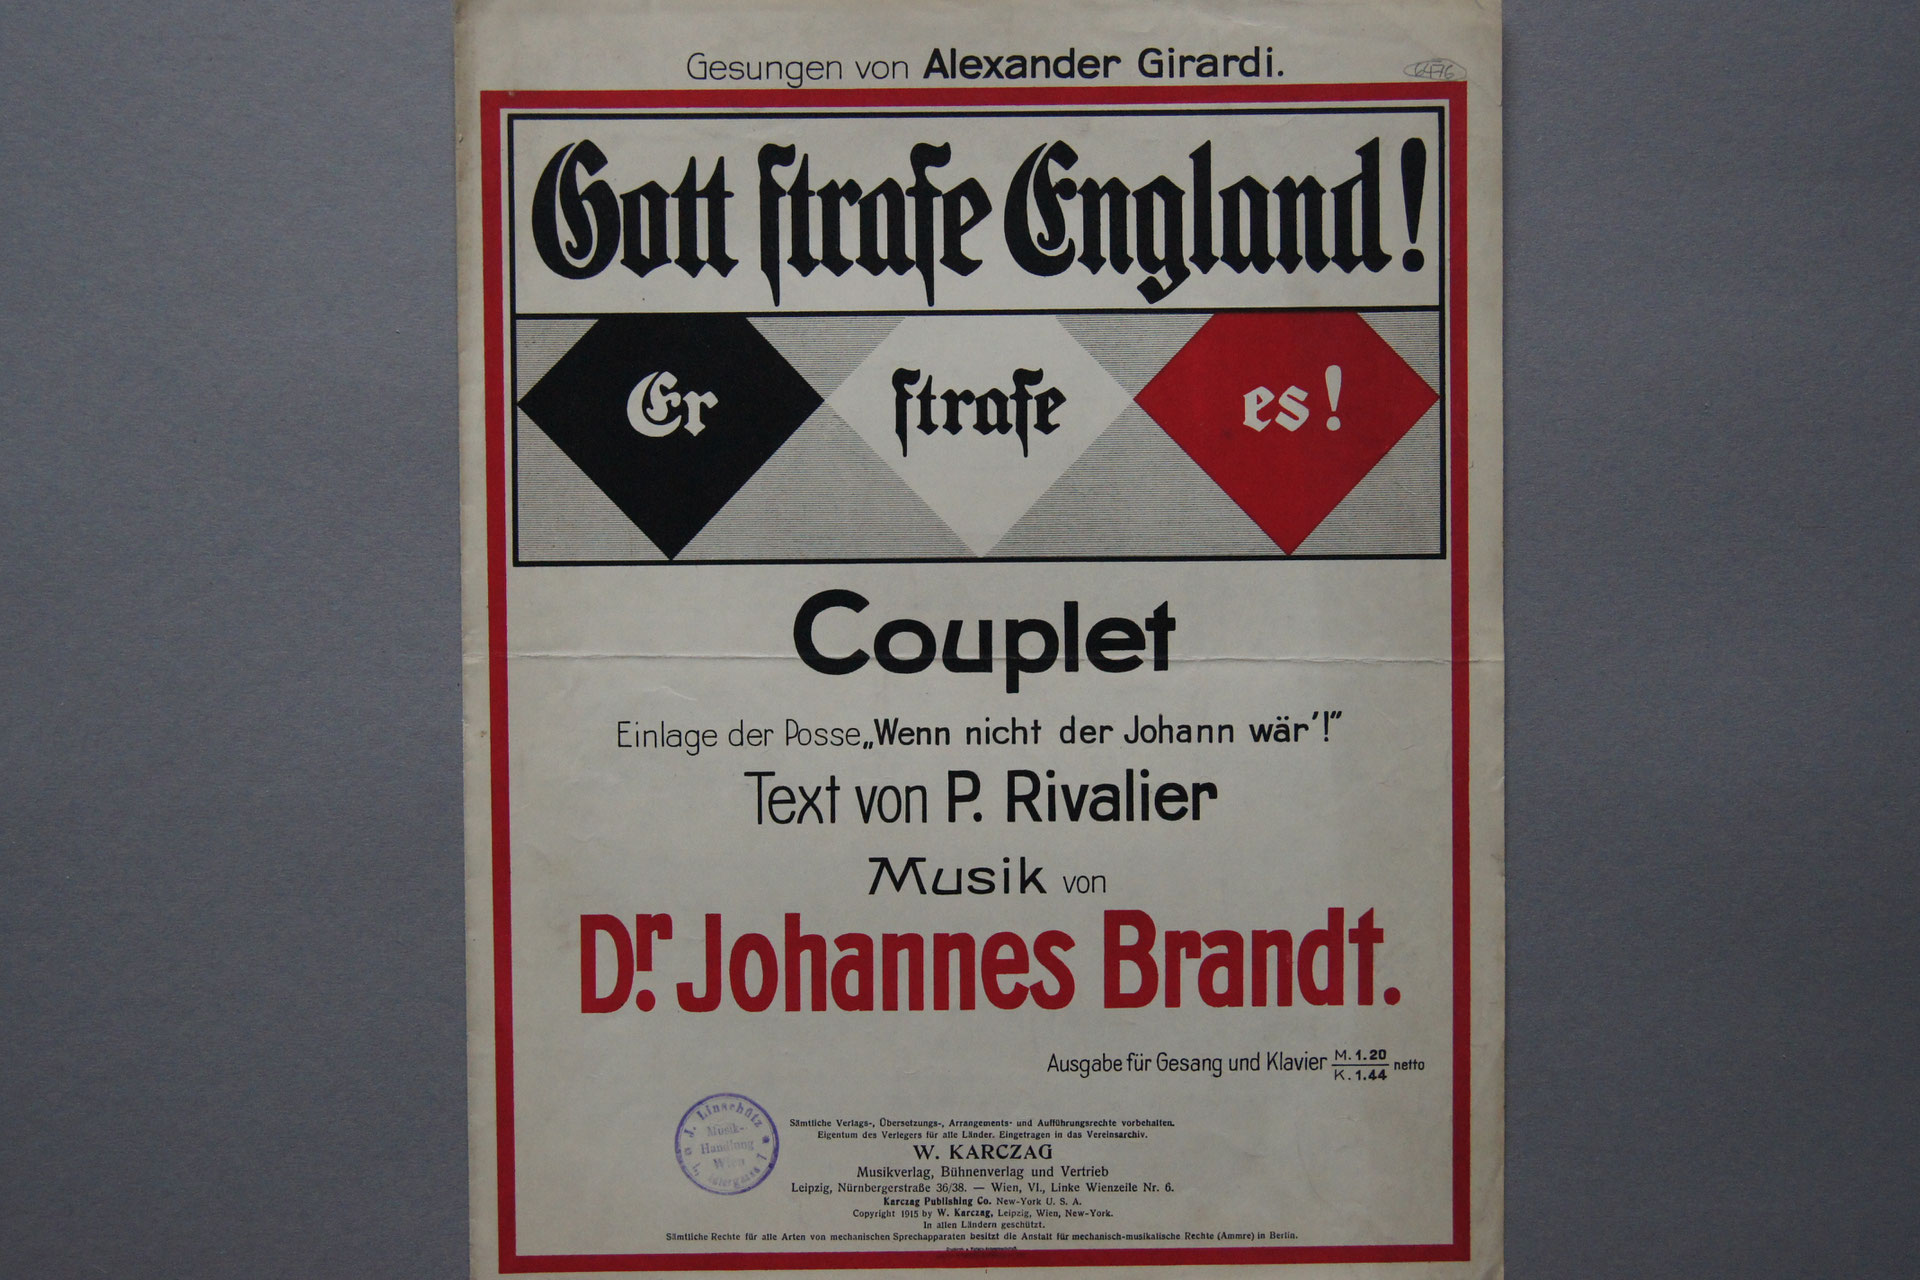 Gesungen von Alexander Girardi.
6476
Gott strafe England!
Er strafe es!
Couplet
Einlage der Posse „Wenn nicht der Johann wär'!"
Text von P. Rivalier
Musik von
Dr. Johannes Brandt.
Ausgabe für Gesang und Klavier M. 1.20 netto
K. 1.44
J. Linschütz
Musik-
Handlung
Wien
Sämtliche Verlags-, Übersetzungs-, Arrangements- und Aufführungsrechte vorbehalten.
Eigentum des Verlegers für alle Länder. Eingetragen in das Vereinsarchiv.
W. KARCZAG
Musikverlag, Bühnenverlag und Vertrieb
Leipzig, Nürnbergerstraße 36/38. — Wien, VI., Linke Wienzeile Nr. 6.
Karczag Publishing Co. New-York U. S. A.
Copyright 1915 by W. Karczag, Leipzig, Wien, New-York.
In allen Ländern geschützt.
Sämtliche Rechte für alle Arten von mechanischen Sprechapparaten besitzt die Anstalt für mechanisch-musikalische Rechte (Ammre) in Berlin.